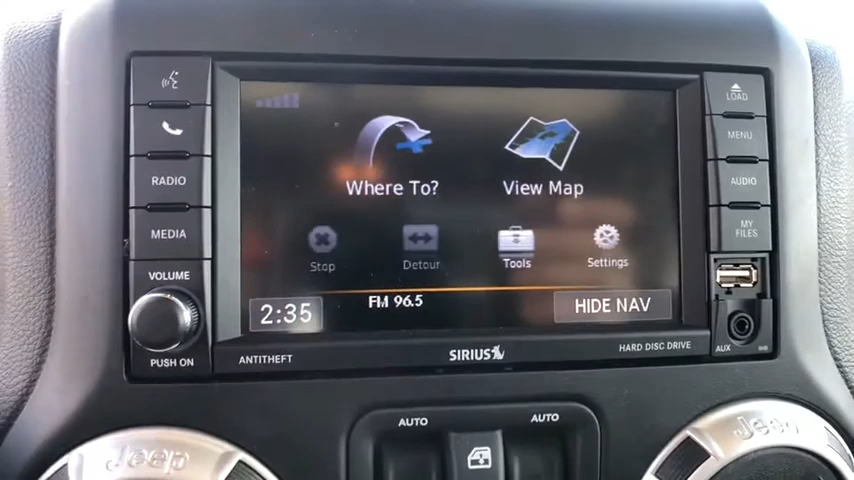 LOAD
MENU
Where To?
View Map
RADIO
AUDIO
MEDIA
MY
FILES
Stop
Detour
Tools
Settings
VOLUME
2:35
FM 96.5
HIDE NAV
PUSH ON
ANTITHEFT
SIRIUS
HARD DISC DRIVE
AUX
AUTO
AUTO
Jeep
Jeep